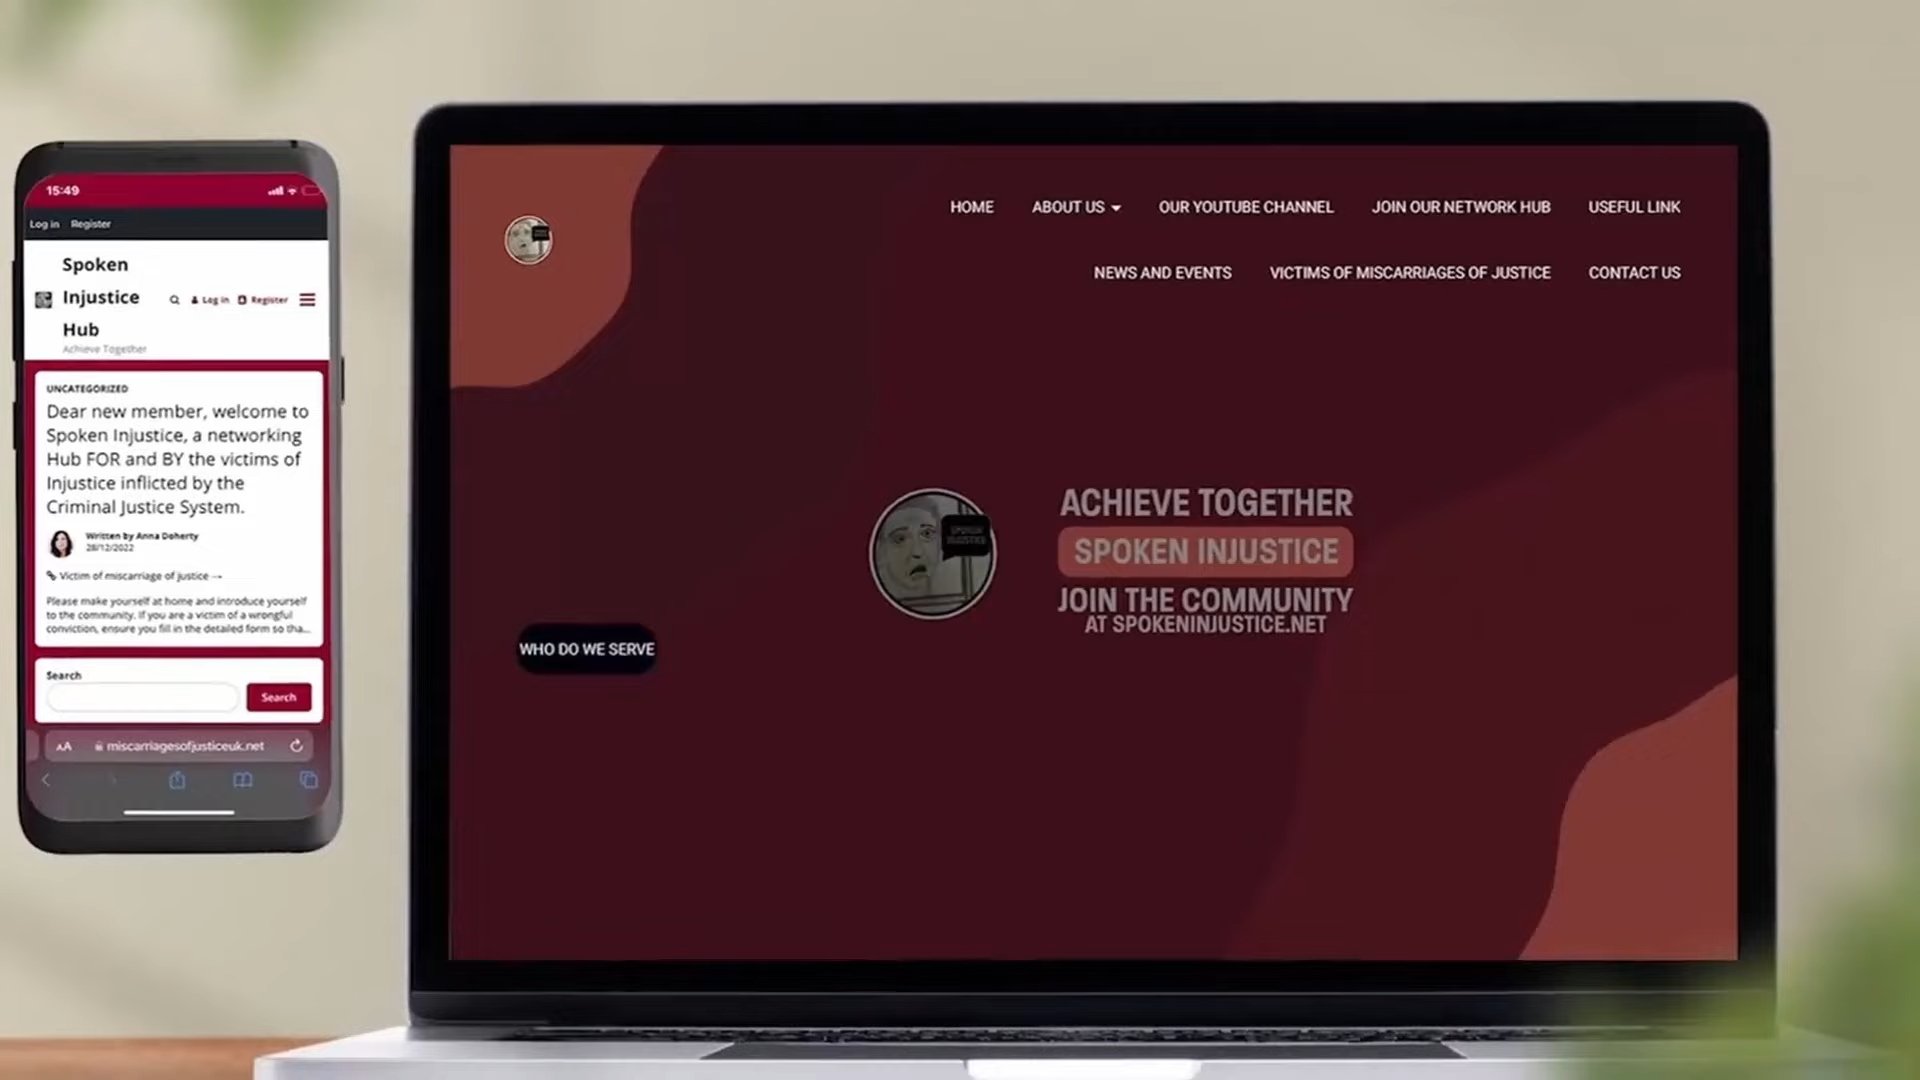 15:49
Log in Register
Spoken
Injustice
Hub
Log in Register
Achieve Together
UNCATEGORIZED
Dear new member, welcome to
Spoken Injustice, a networking
Hub FOR and BY the victims of
Injustice inflicted by the
Criminal Justice System.
Written by Anna Doherty
28/12/2022
Victim of miscarriage of justice
Please make yourself at home and introduce yourself
to the community. If you are a victim of a wrongful
conviction, ensure you fill in the detailed form so tha...
Search
Search
AA miscarriagesofjusticeuk.net
HOME ABOUT US OUR YOUTUBE CHANNEL JOIN OUR NETWORK HUB USEFUL LINK
NEWS AND EVENTS VICTIMS OF MISCARRIAGES OF JUSTICE CONTACT US
SPOKEN
INJUSTICE
ACHIEVE TOGETHER
SPOKEN INJUSTICE
JOIN THE COMMUNITY
AT SPOKENINJUSTICE.NET
WHO DO WE SERVE